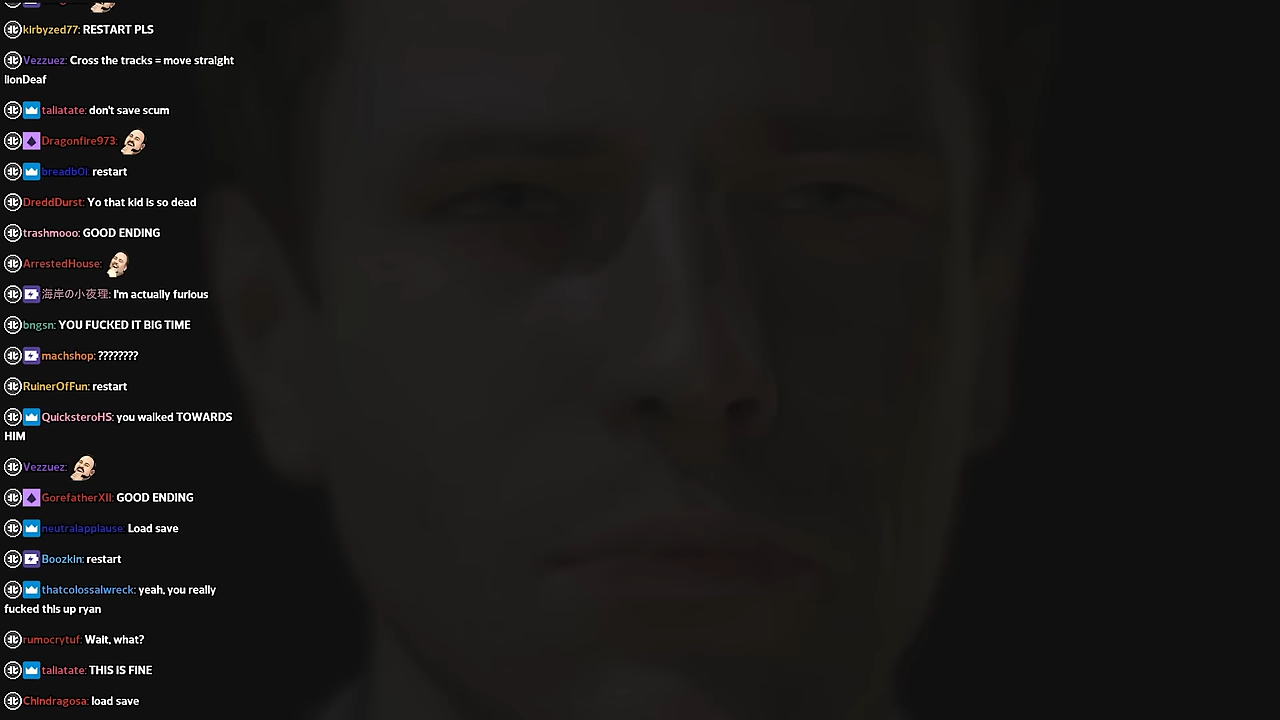 kirbyzed77: RESTART PLS
Vezzuez: Cross the tracks = move straight
lionDeaf
taliatate: don't save scum
Dragonfire973:
breadb0i: restart
DreddDurst: Yo that kid is so dead
trashmooo: GOOD ENDING
ArrestedHouse:
海岸の小夜理: I'm actually furious
bngsn: YOU FUCKED IT BIG TIME
machshop: ????????
RuinerOfFun: restart
QuicksteroHS: you walked TOWARDS
HIM
Vezzuez:
GorefatherXII: GOOD ENDING
neutralapplause: Load save
Boozkin: restart
thatcolossalwreck: yeah, you really
fucked this up ryan
rumocrytuf: Wait, what?
taliatate: THIS IS FINE
Chindragosa: load save